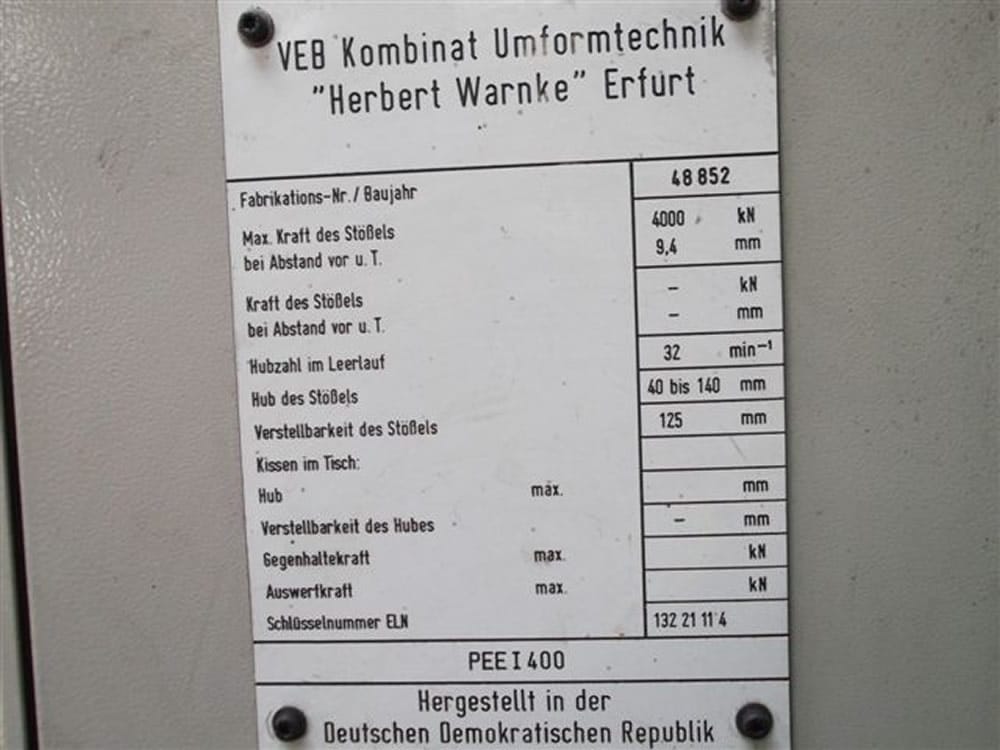 VEB Kombinat Umformtechnik
"Herbert Warnke" Erfurt
Fabrikations-Nr./ Baujahr 48 852
Max. Kraft des Stößels 4000 kN
bei Abstand vor u. T. 9,4 mm
Kraft des Stößels – kN
bei Abstand vor u. T. – mm
Hubzahl im Leerlauf 32 min⁻¹
Hub des Stößels 40 bis 140 mm
Verstellbarkeit des Stößels 125 mm
Kissen im Tisch:
Hub max. mm
Verstellbarkeit des Hubes – mm
Gegenhaltekraft max. kN
Auswerfkraft max. kN
Schlüsselnummer ELN 132 21 11 4
PEE I 400
Hergestellt in der
Deutschen Demokratischen Republik